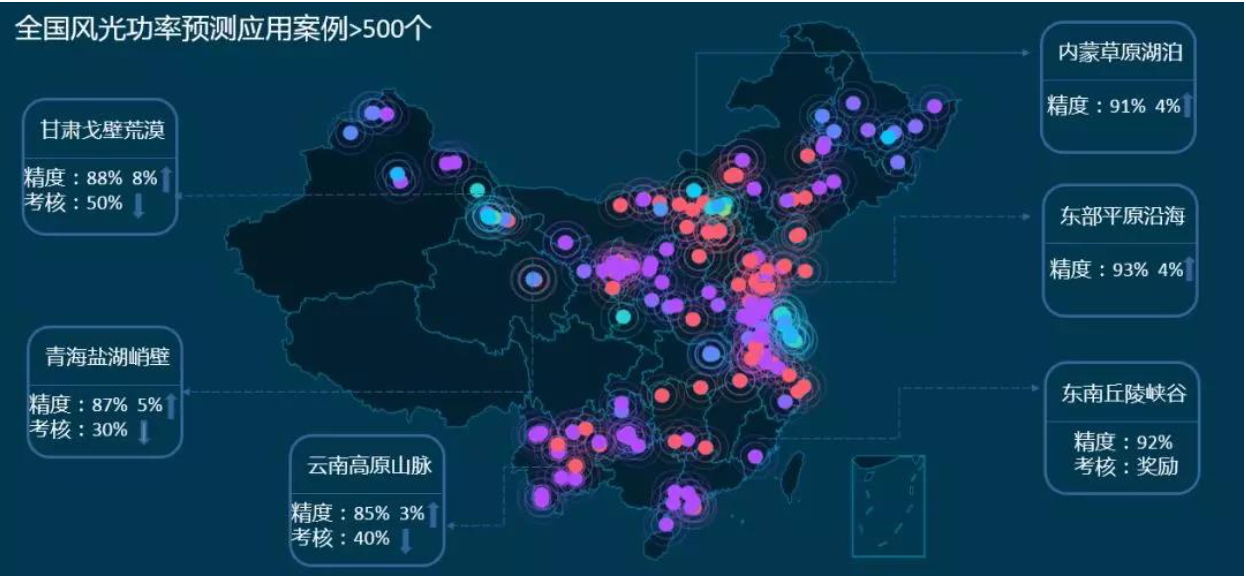 全国风光功率预测应用案例>500个
内蒙草原湖泊
精度：91% 4%
甘肃戈壁荒漠
精度：88% 8%
考核：50%
东部平原沿海
精度：93% 4%
青海盐湖峭壁
精度：87% 5%
考核：30%
东南丘陵峡谷
精度：92%
考核：奖励
云南高原山脉
精度：85% 3%
考核：40%